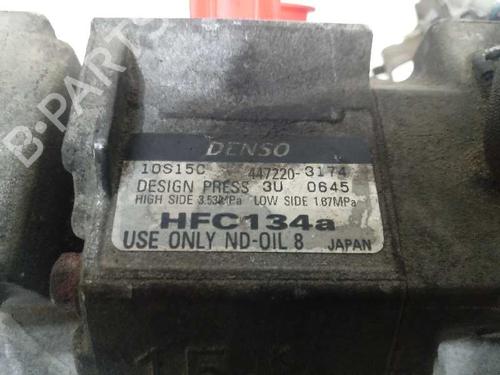 B-PARTS
DENSO
10S15C 447220-3174
DESIGN PRESS 3U 0645
HIGH SIDE 3.53MPa LOW SIDE 1.67MPa
HFC134a
USE ONLY ND-OIL 8 JAPAN